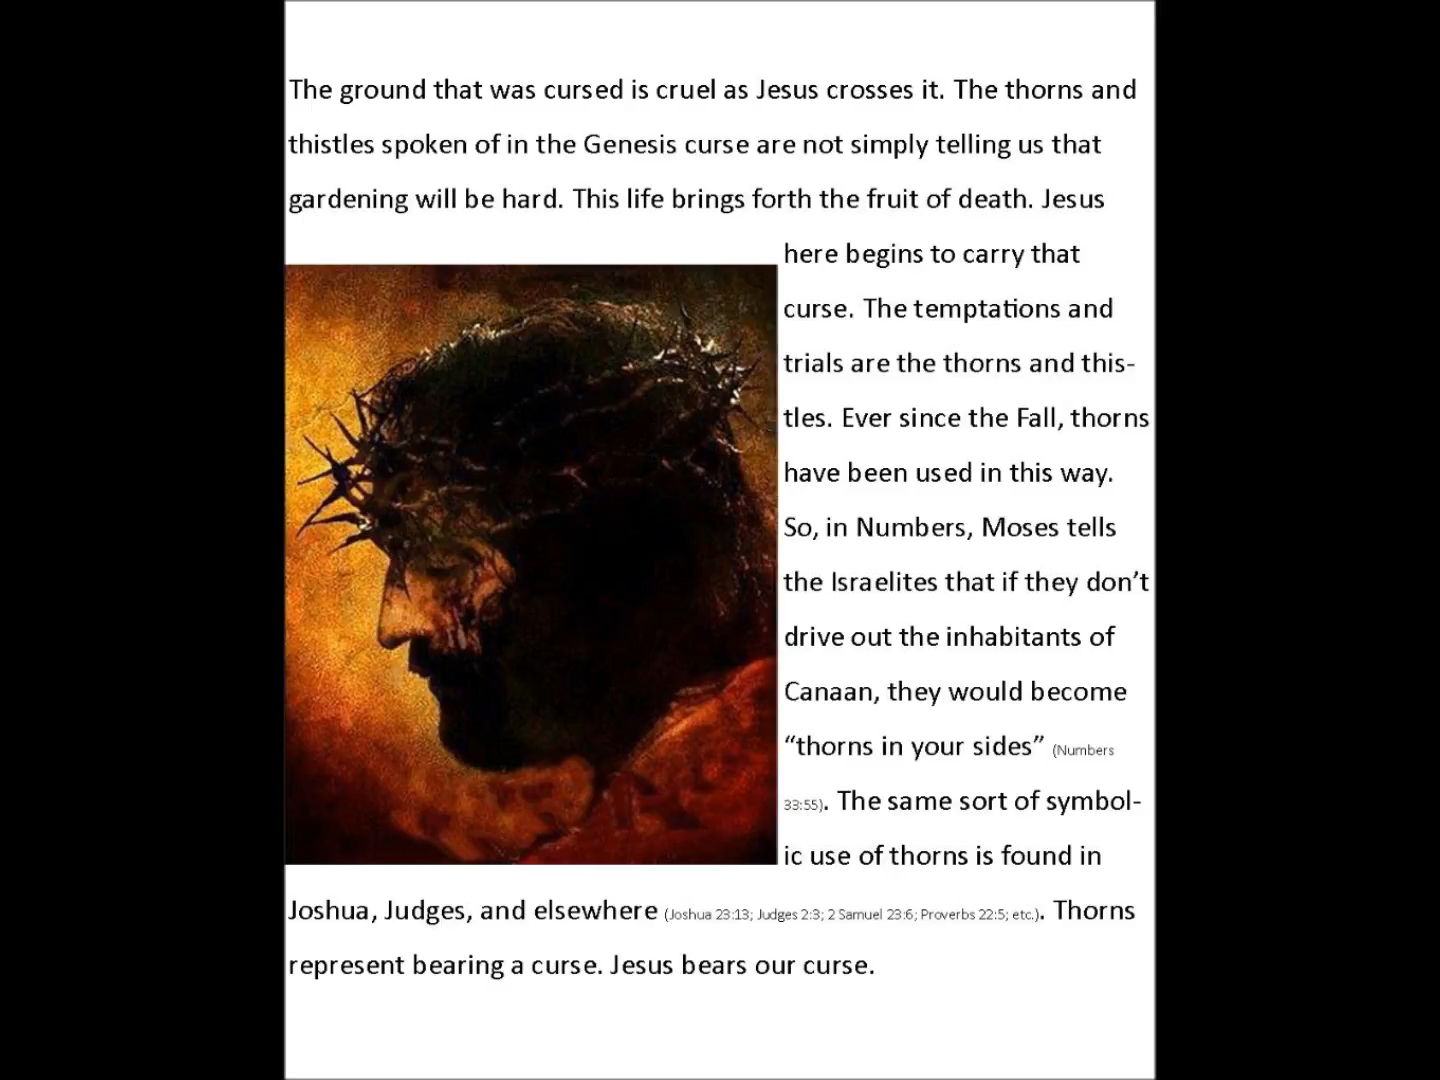 The ground that was cursed is cruel as Jesus crosses it. The thorns and
thistles spoken of in the Genesis curse are not simply telling us that
gardening will be hard. This life brings forth the fruit of death. Jesus
here begins to carry that
curse. The temptations and
trials are the thorns and this-
tles. Ever since the Fall, thorns
have been used in this way.
So, in Numbers, Moses tells
the Israelites that if they don’t
drive out the inhabitants of
Canaan, they would become
“thorns in your sides” (Numbers
33:55). The same sort of symbol-
ic use of thorns is found in
Joshua, Judges, and elsewhere (Joshua 23:13; Judges 2:3; 2 Samuel 23:6; Proverbs 22:5; etc.). Thorns
represent bearing a curse. Jesus bears our curse.